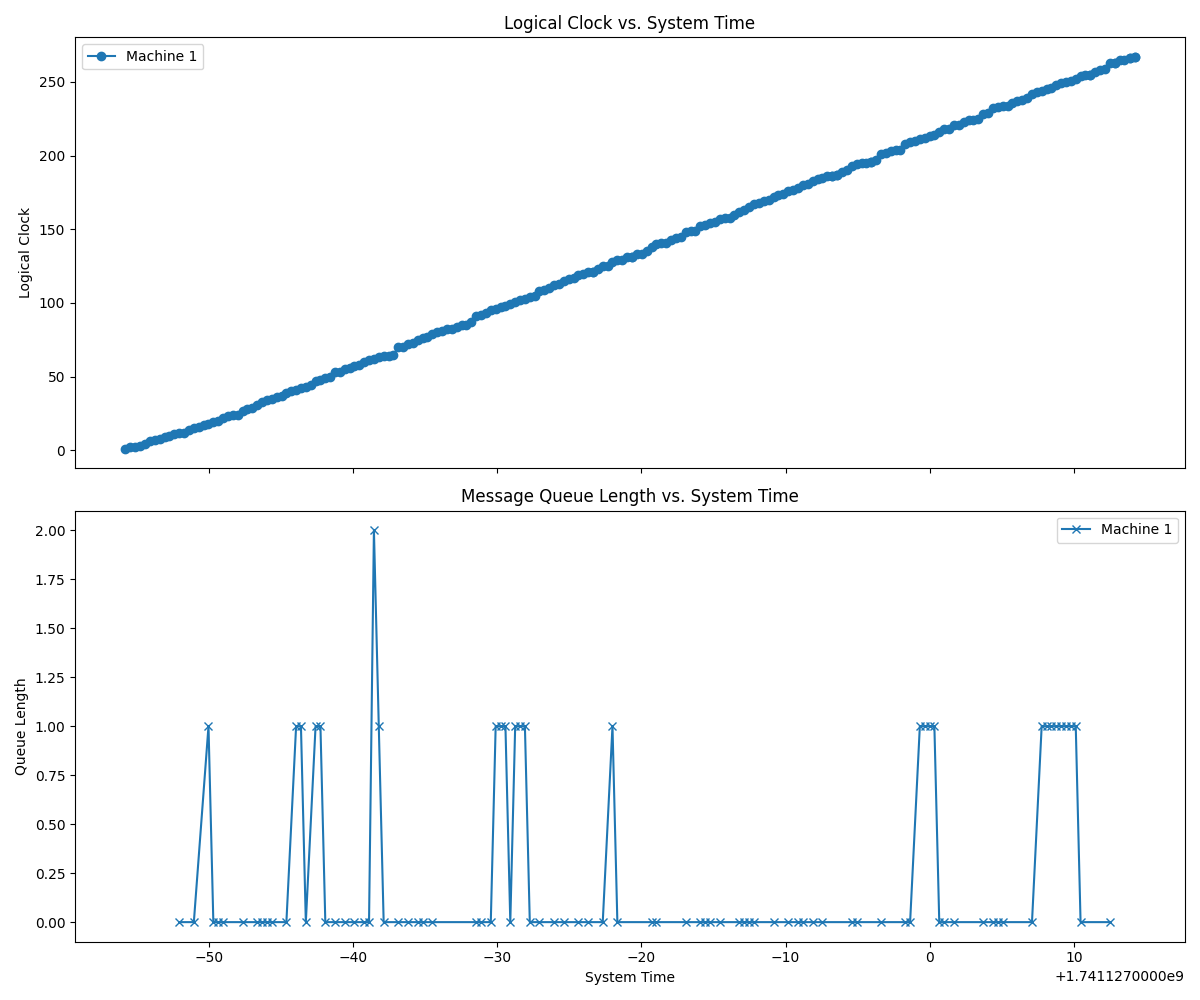 Logical Clock vs. System Time
Machine 1
Logical Clock
250
200
150
100
50
0
Message Queue Length vs. System Time
Machine 1
Queue Length
2.00
1.75
1.50
1.25
1.00
0.75
0.50
0.25
0.00
−50 −40 −30 −20 −10 0 10
System Time
+1.7411270000e9